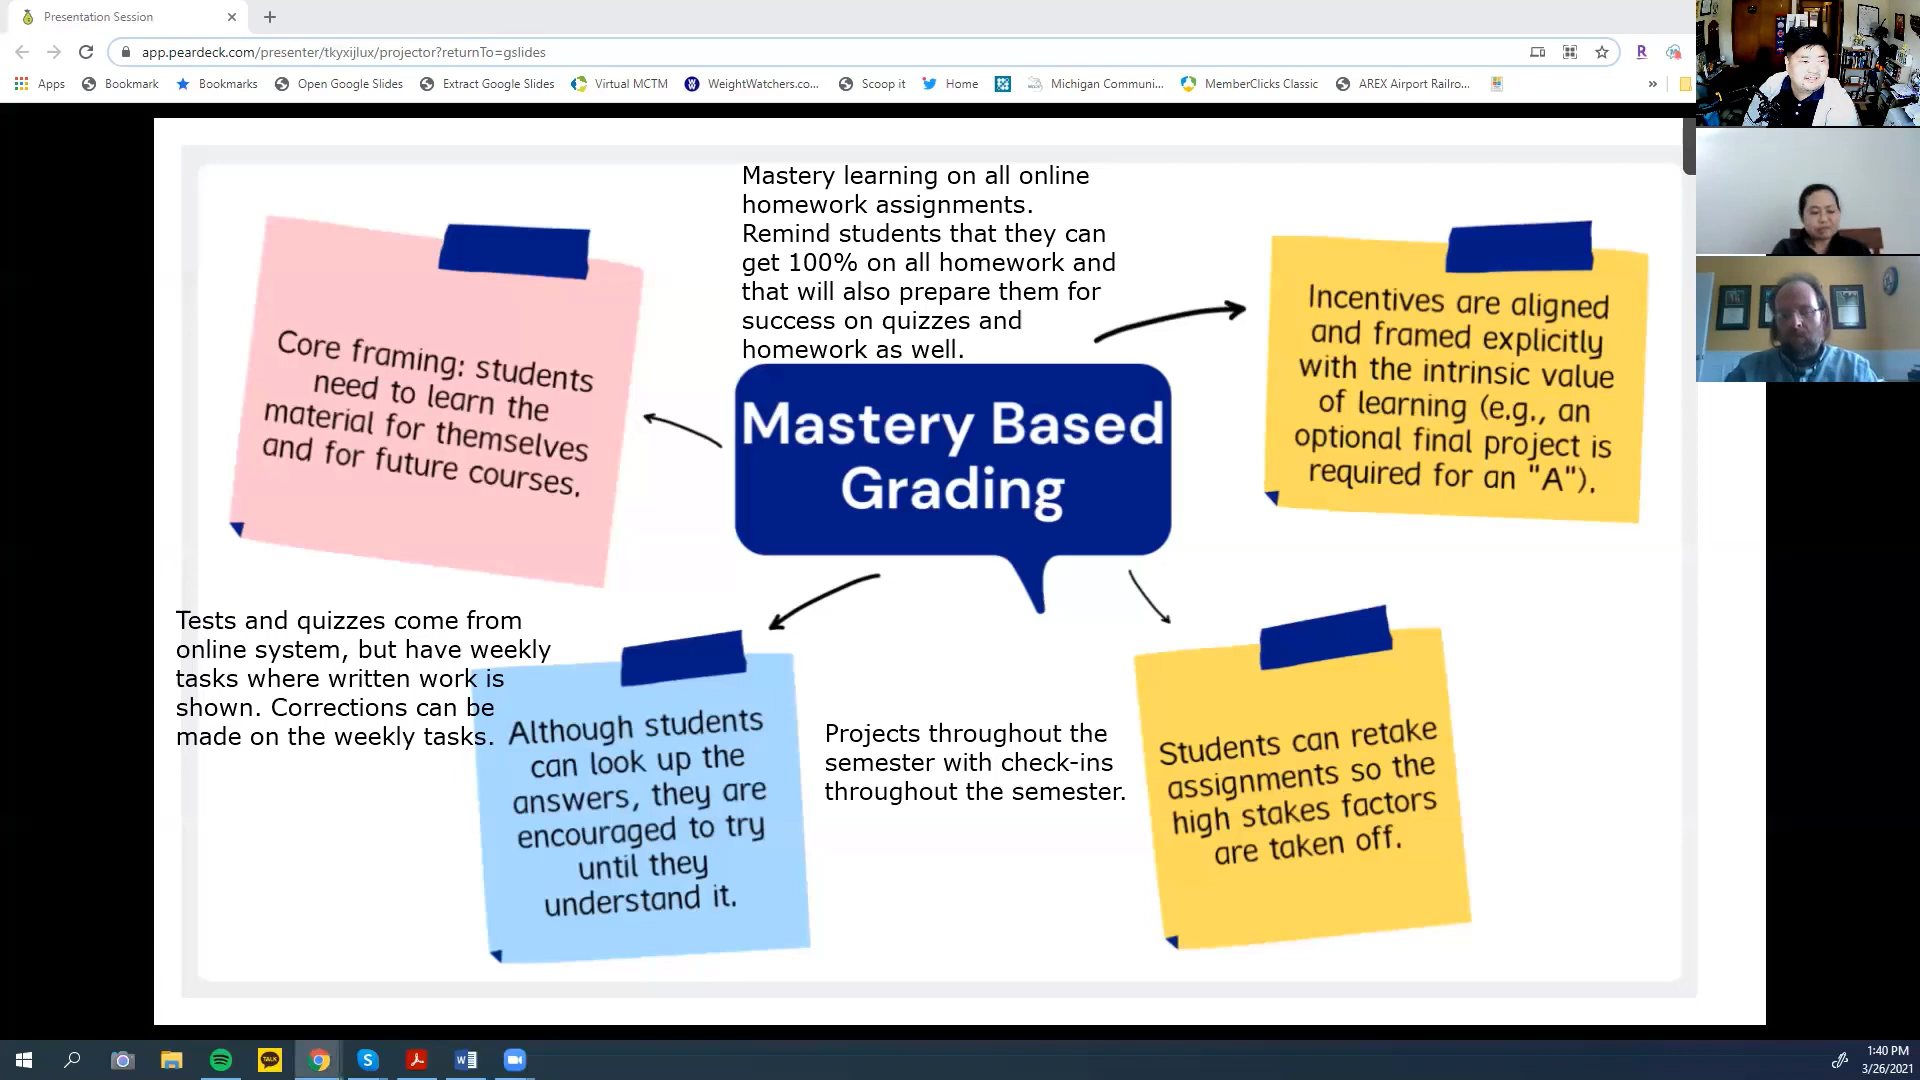 Presentation Session
app.peardeck.com/presenter/tkyxijlux/projector?returnTo=gslides
Apps
Bookmark
Bookmarks
Open Google Slides
Extract Google Slides
Virtual MCTM
WeightWatchers.co...
Scoop it
Home
Michigan Communi...
MemberClicks Classic
AREX Airport Railro...
Mastery learning on all online
homework assignments.
Remind students that they can
get 100% on all homework and
that will also prepare them for
success on quizzes and
homework as well.
Core framing: students
need to learn the
material for themselves
and for future courses.
Mastery Based
Grading
Incentives are aligned
and framed explicitly
with the intrinsic value
of learning (e.g., an
optional final project is
required for an "A").
Tests and quizzes come from
online system, but have weekly
tasks where written work is
shown. Corrections can be
made on the weekly tasks.
Although students
can look up the
answers, they are
encouraged to try
until they
understand it.
Projects throughout the
semester with check-ins
throughout the semester.
Students can retake
assignments so the
high stakes factors
are taken off.
TALK
1:40 PM
3/26/2021